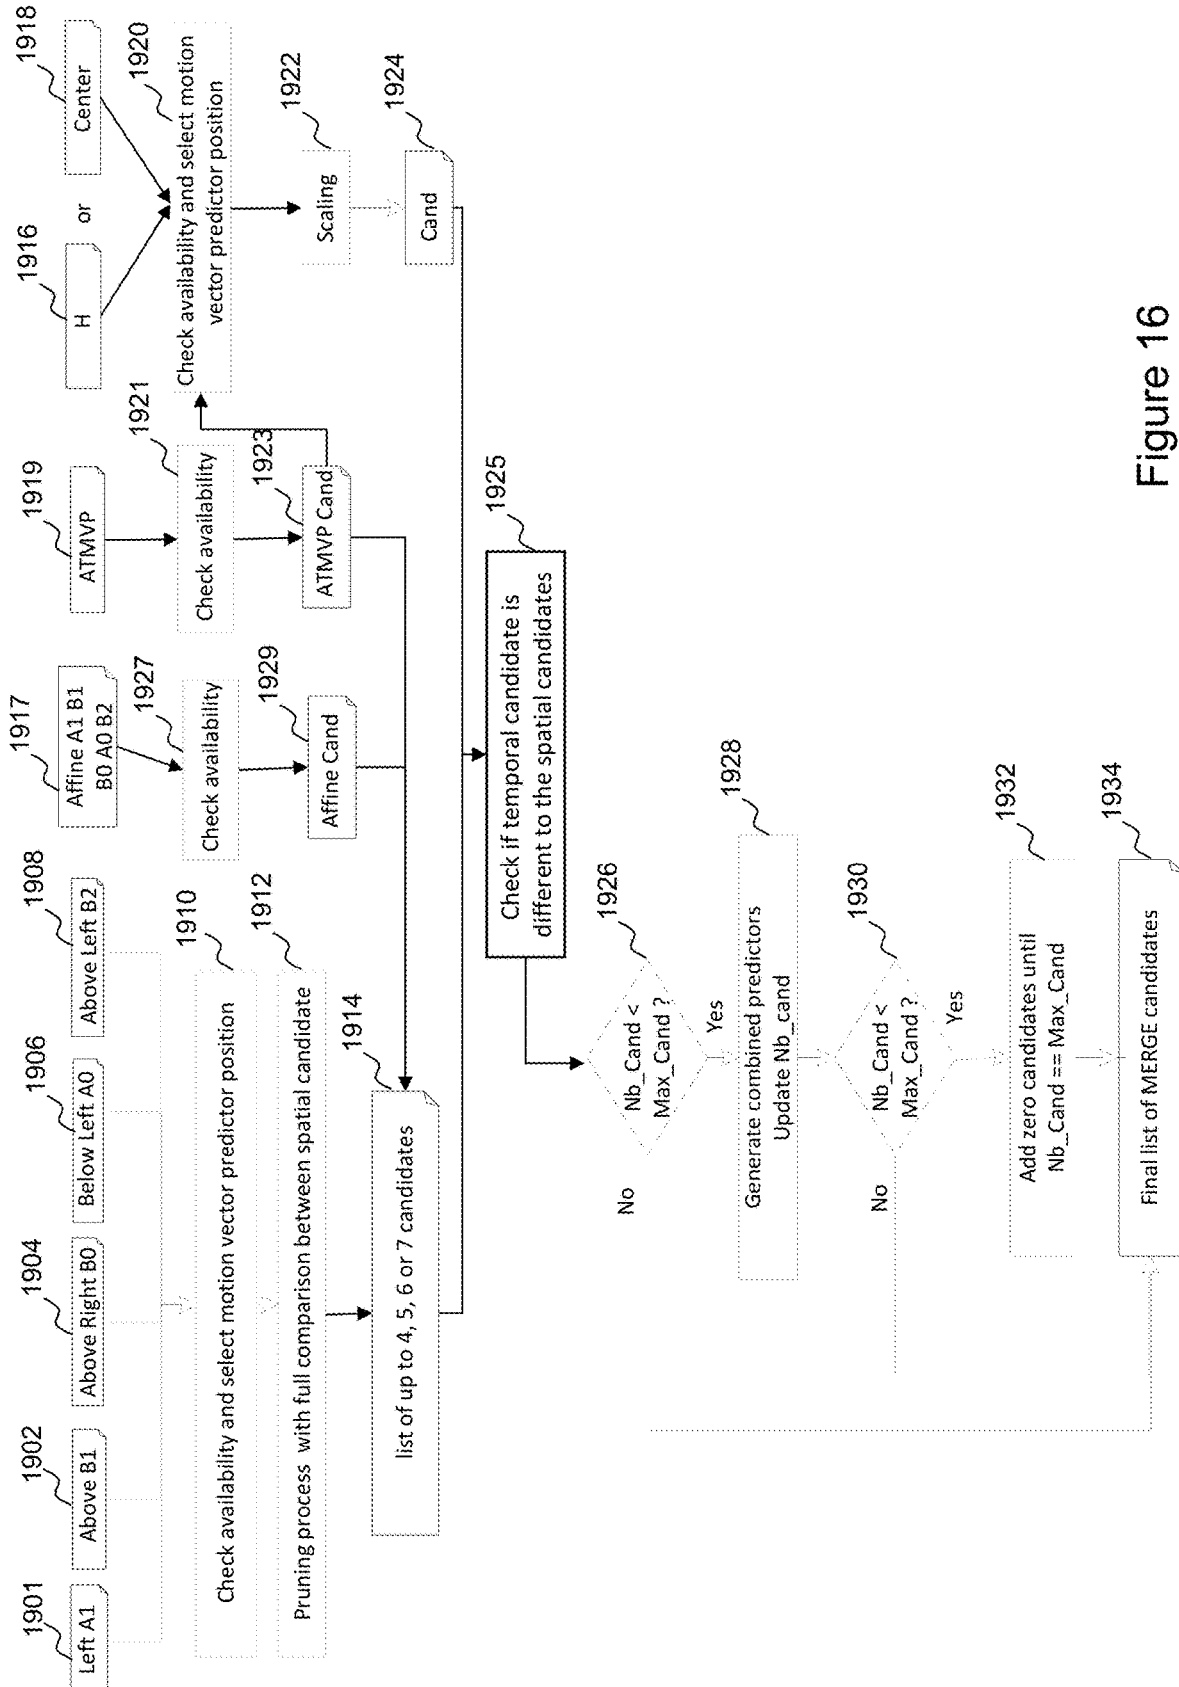 1901
Left A1
1902
Above B1
1904
Above Right B0
1906
Below Left A0
1908
Above Left B2
1917
Affine A1 B1
B0 A0 B2
1919
ATMVP
1916
H
or
1918
Center
1910
Check availability and select motion vector predictor position
1912
Pruning process with full comparison between spatial candidate
1914
list of up to 4, 5, 6 or 7 candidates
1927
Check availability
1929
Affine Cand
1921
Check availability
1923
ATMVP Cand
1920
Check availability and select motion
vector predictor position
1922
Scaling
1924
Cand
1925
Check if temporal candidate is
different to the spatial candidates
1926
Nb_Cand <
Max_Cand ?
No
Yes
1928
Generate combined predictors
Update Nb_cand
1930
Nb_Cand <
Max_Cand ?
No
Yes
1932
Add zero candidates until
Nb_Cand == Max_Cand
1934
Final list of MERGE candidates
Figure 16